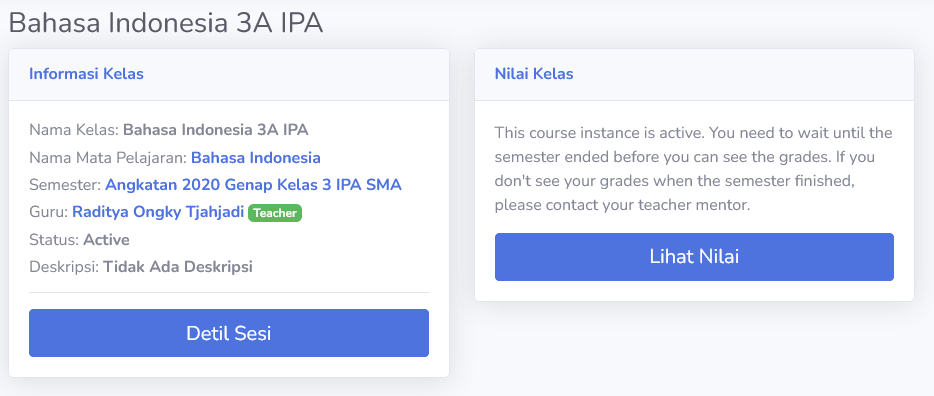 Bahasa Indonesia 3A IPA
Informasi Kelas
Nama Kelas: Bahasa Indonesia 3A IPA
Nama Mata Pelajaran: Bahasa Indonesia
Semester: Angkatan 2020 Genap Kelas 3 IPA SMA
Guru: Raditya Ongky Tjahjadi Teacher
Status: Active
Deskripsi: Tidak Ada Deskripsi
Detil Sesi
Nilai Kelas
This course instance is active. You need to wait until the
semester ended before you can see the grades. If you
don't see your grades when the semester finished,
please contact your teacher mentor.
Lihat Nilai